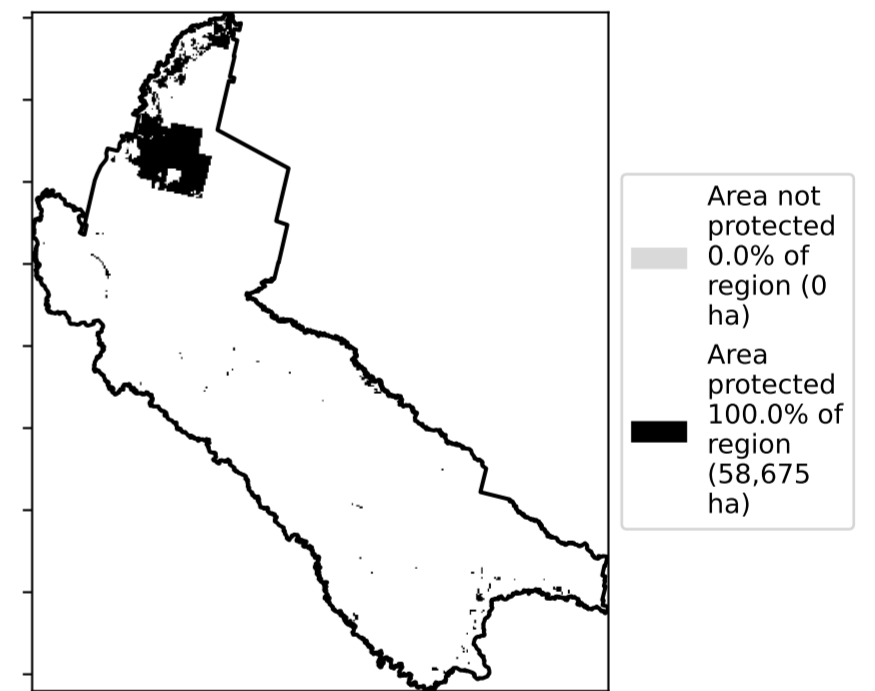 Area not
protected
0.0% of
region (0
ha)
Area
protected
100.0% of
region
(58,675
ha)